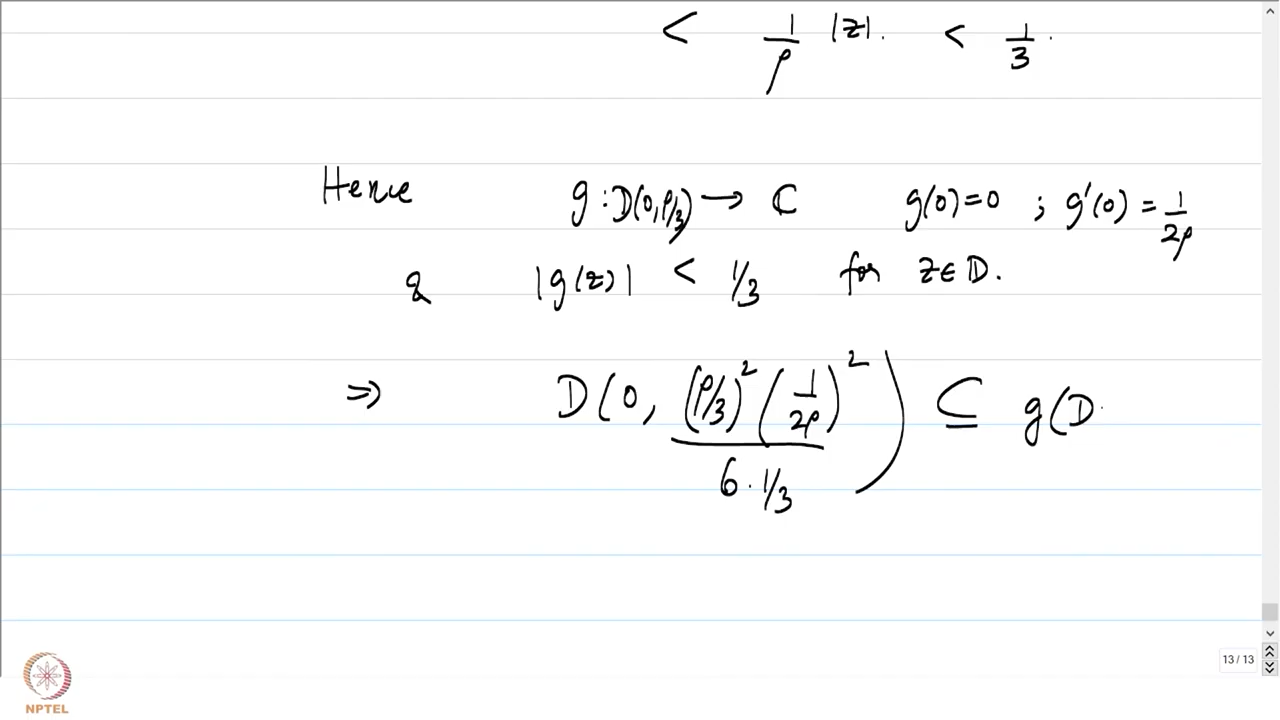 < 1/ρ |z|. < 1/3.
Hence g : D(0, ρ/3) → ℂ g(0)=0 ; g'(0) = 1/2ρ
& |g(z)| < 1/3 for z ∈ D.
⇒ D(0, (ρ/3)² (1/2ρ)² / 6 · 1/3) ⊆ g(D
13 / 13
NPTEL